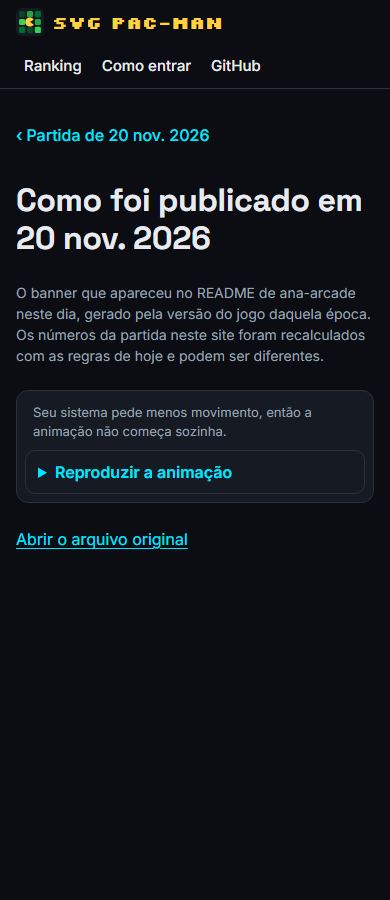 SVG PAC-MAN
Ranking Como entrar GitHub
‹ Partida de 20 nov. 2026
Como foi publicado em
20 nov. 2026
O banner que apareceu no README de ana-arcade
neste dia, gerado pela versão do jogo daquela época.
Os números da partida neste site foram recalculados
com as regras de hoje e podem ser diferentes.
Seu sistema pede menos movimento, então a
animação não começa sozinha.
Reproduzir a animação
Abrir o arquivo original